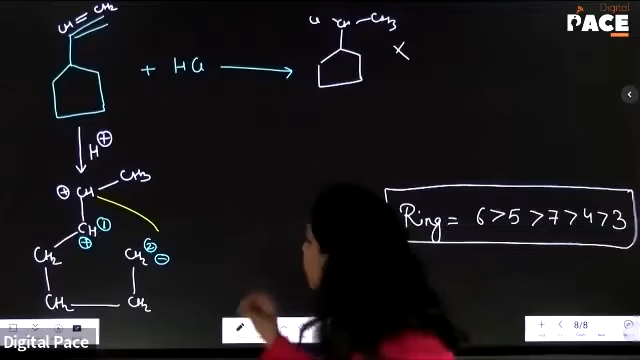 Digital
PACE
CH = CH₂
+ HCl
Cl CH — CH₃
H⊕
⊕ CH — CH₃
CH ①
⊕
CH₂
CH₂ ② ⊖
CH₂ CH₂
Ring = 6 > 5 > 7 > 4 > 3
8/8
Digital Pace